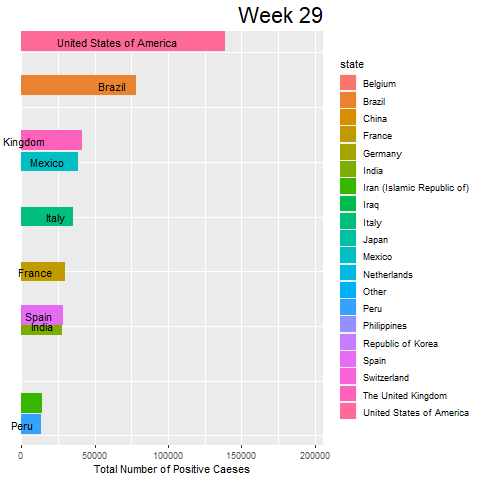 Week 29
United States of America
Brazil
Kingdom
Mexico
Italy
France
Spain
India
Peru
0
50000
100000
150000
200000
Total Number of Positive Caeses
state
Belgium
Brazil
China
France
Germany
India
Iran (Islamic Republic of)
Iraq
Italy
Japan
Mexico
Netherlands
Other
Peru
Philippines
Republic of Korea
Spain
Switzerland
The United Kingdom
United States of America